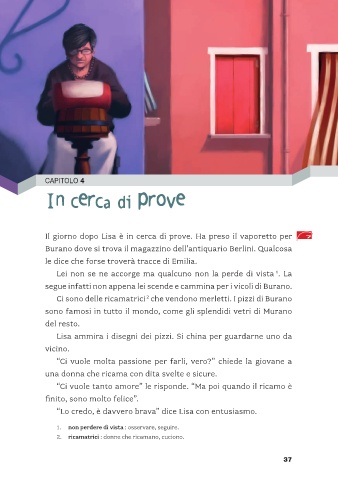 CAPITOLO 4
In cerca di prove
Il giorno dopo Lisa è in cerca di prove. Ha preso il vaporetto per
Burano dove si trova il magazzino dell'antiquario Berlini. Qualcosa
le dice che forse troverà tracce di Emilia.
Lei non se ne accorge ma qualcuno non la perde di vista 1. La
segue infatti non appena lei scende e cammina per i vicoli di Burano.
Ci sono delle ricamatrici 2 che vendono merletti. I pizzi di Burano
sono famosi in tutto il mondo, come gli splendidi vetri di Murano
del resto.
Lisa ammira i disegni dei pizzi. Si china per guardarne uno da
vicino.
"Ci vuole molta passione per farli, vero?" chiede la giovane a
una donna che ricama con dita svelte e sicure.
"Ci vuole tanto amore" le risponde. "Ma poi quando il ricamo è
finito, sono molto felice".
"Lo credo, è davvero brava" dice Lisa con entusiasmo.
1. non perdere di vista : osservare, seguire.
2. ricamatrici : donne che ricamano, cuciono.
37